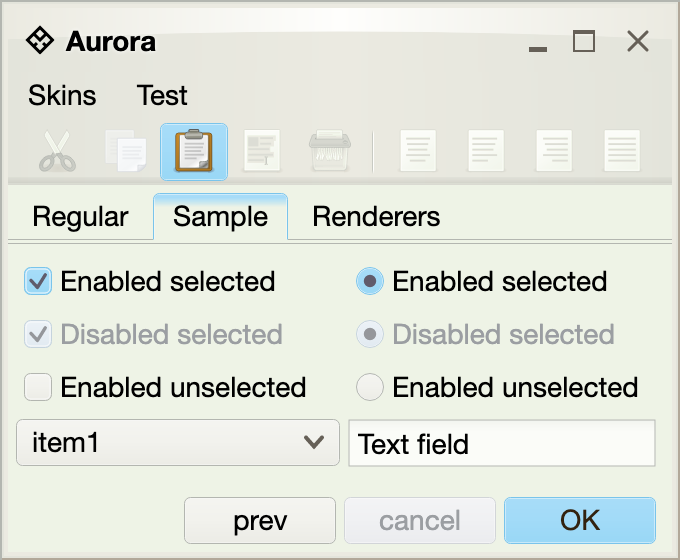 Aurora
Skins Test
Regular Sample Renderers
Enabled selected Enabled selected
Disabled selected Disabled selected
Enabled unselected Enabled unselected
item1 Text field
prev cancel OK